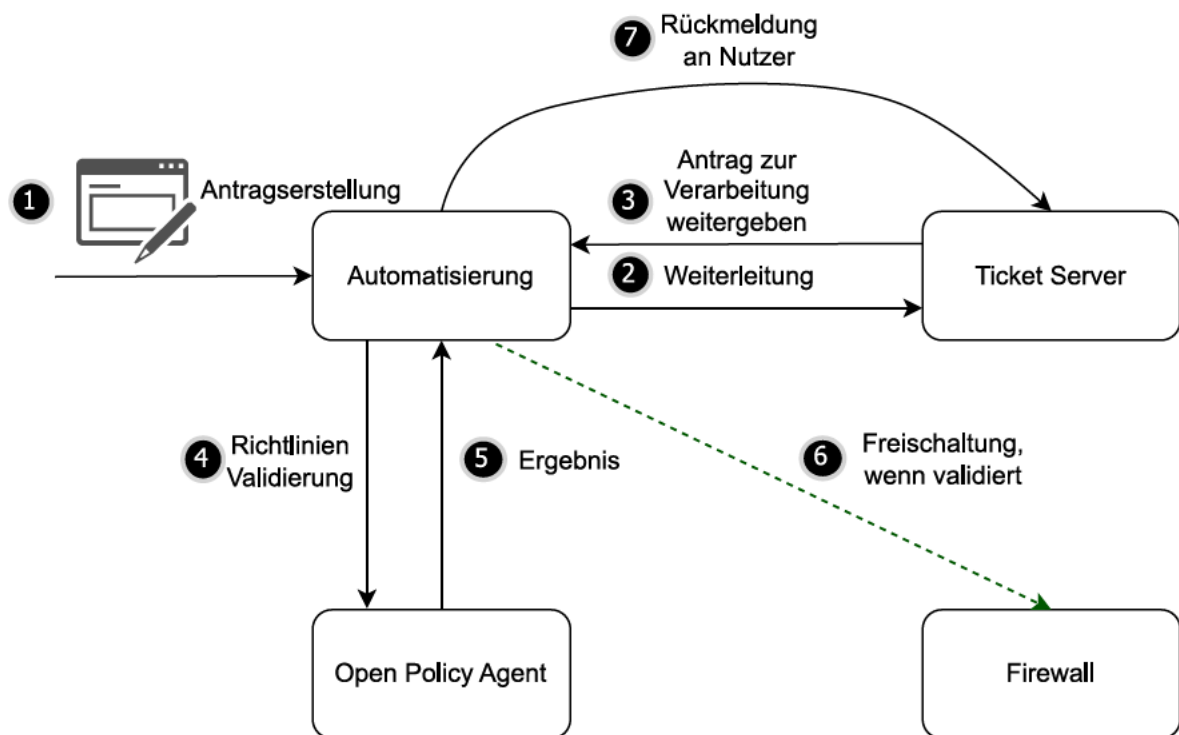 7 Rückmeldung
an Nutzer
1 Antragserstellung
Antrag zur
3 Verarbeitung
weitergeben
2 Weiterleitung
Automatisierung
Ticket Server
4 Richtlinien
Validierung
5 Ergebnis
6 Freischaltung,
wenn validiert
Open Policy Agent
Firewall